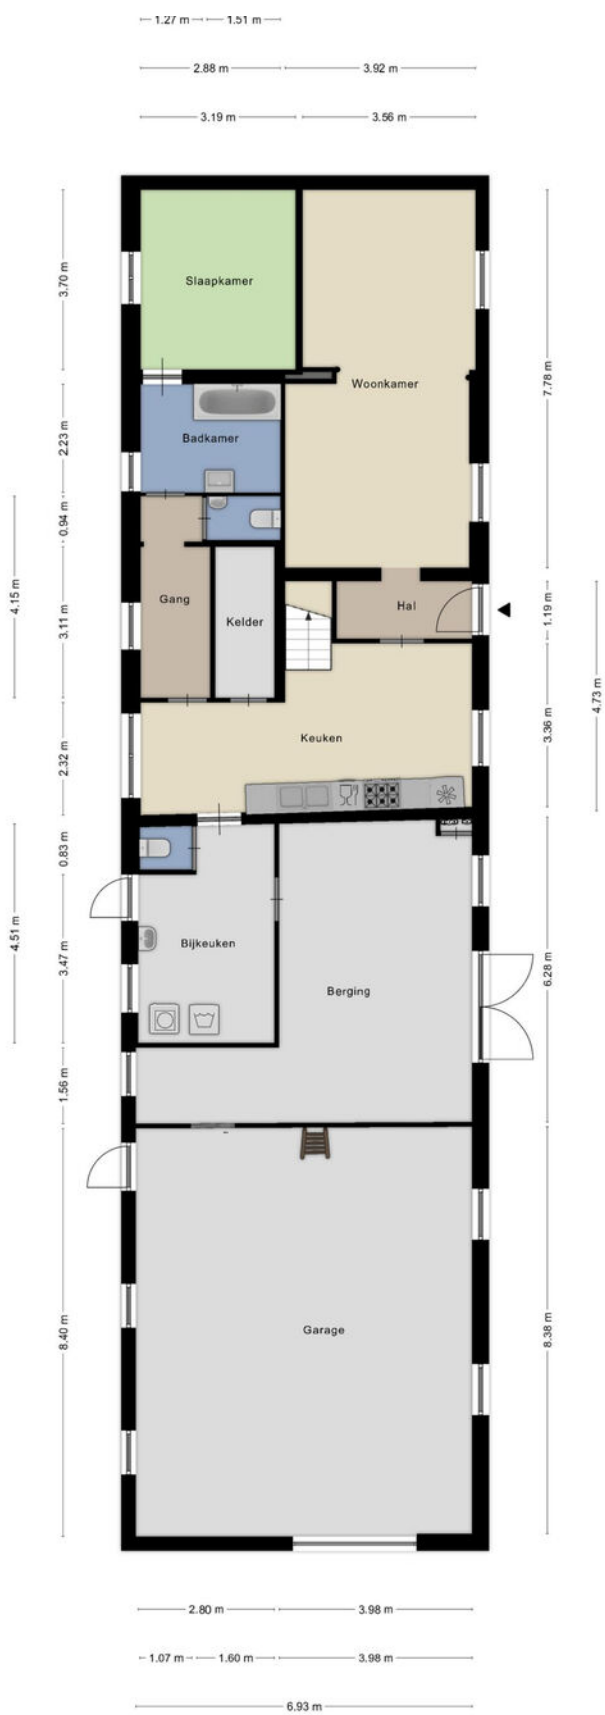 1.27 m 1.51 m
2.88 m 3.92 m
3.19 m 3.56 m
Slaapkamer
3.70 m
7.78 m
Woonkamer
Badkamer
2.23 m
0.94 m
4.15 m
3.11 m
Gang
Kelder
Hal
1.19 m
4.73 m
Keuken
2.32 m
3.36 m
0.83 m
4.51 m
3.47 m
Bijkeuken
Berging
6.28 m
1.56 m
Garage
8.40 m
8.38 m
2.80 m 3.98 m
1.07 m 1.60 m 3.98 m
6.93 m